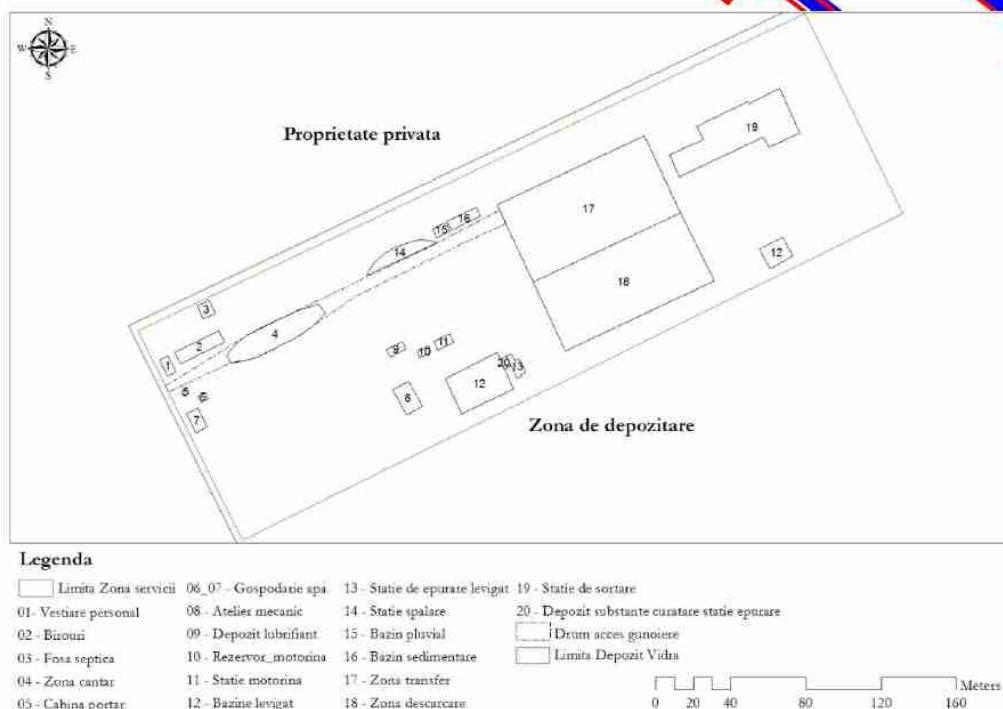 N
W E
S
Proprietate privata
19
17
16
15
14
12
18
3
4
2
1
9
11
10
20
13
12
8
5
6
7
Zona de depozitare
Legenda
Limita Zona servicii 06_07 - Gospodarie apa 13 - Statie de epurare levigat 19 - Statie de sortare
01- Vestiare personal 08 - Atelier mecanic 14 - Statie spalare 20 - Depozit substante curatare statie epurare
02 - Birouri 09 - Depozit lubrifiant 15 - Bazin pluvial Drum acces gunoiere
03 - Fosa septica 10 - Rezervor_motorina 16 - Bazin sedimentare Limita Depozit Vidra
04 - Zona cantar 11 - Statie motorina 17 - Zona transfer
05 - Cabina portar 12 - Bazine levigat 18 - Zona descarcare
Meters
0 20 40 80 120 160